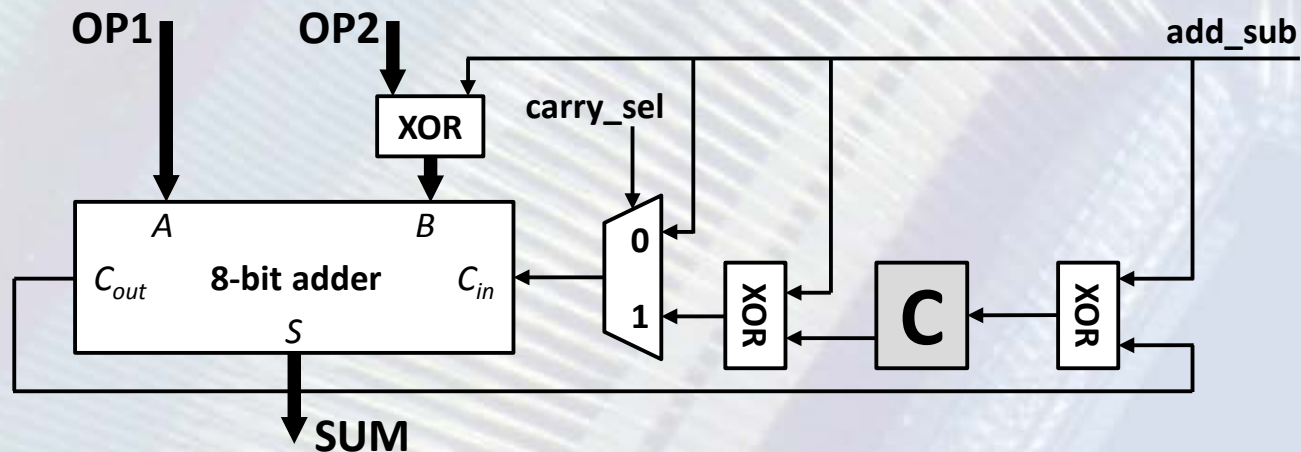 OP1
OP2
add_sub
XOR
carry_sel
A
B
0
C_out
8-bit adder
C_in
1
XOR
C
XOR
S
SUM